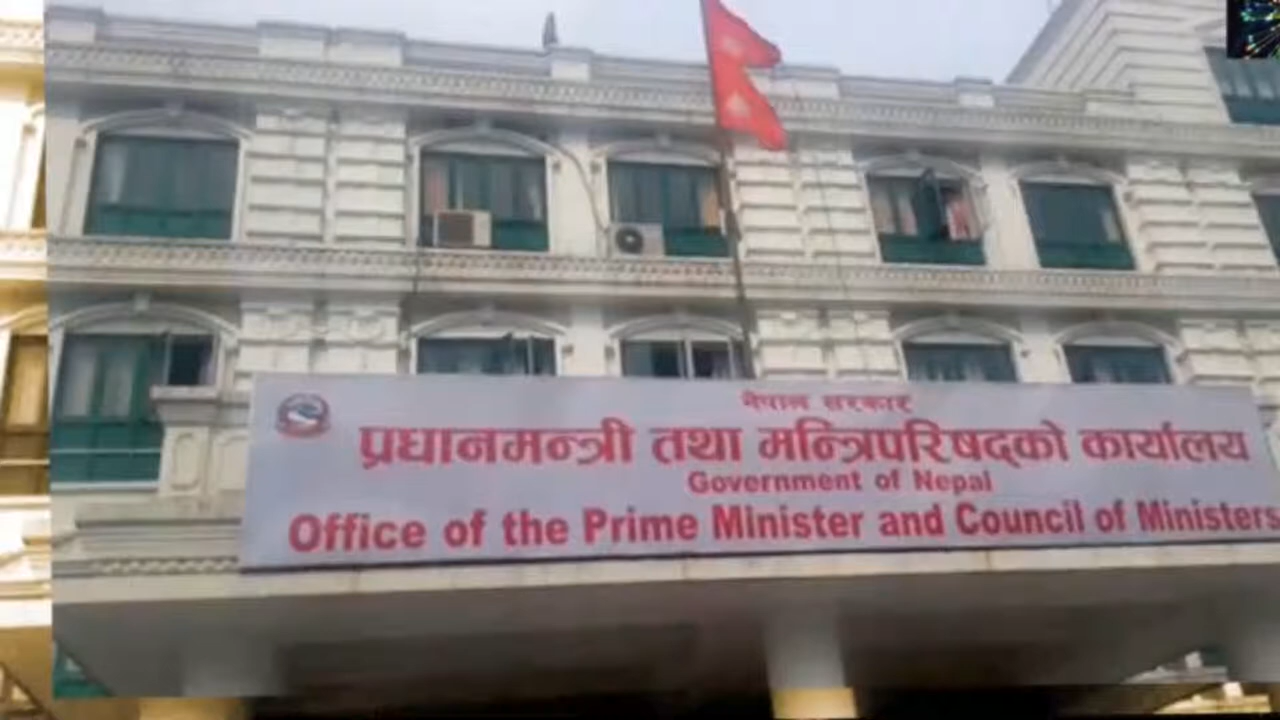 नेपाल सरकार
प्रधानमन्त्री तथा मन्त्रिपरिषदको कार्यालय
Government of Nepal
Office of the Prime Minister and Council of Ministers